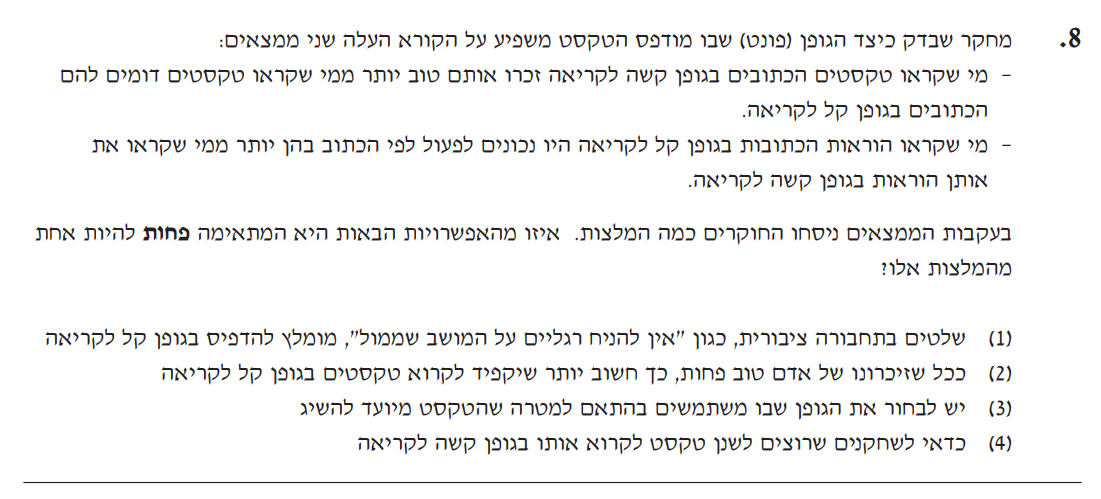 8. מחקר שבדק כיצד הגופן (פונט) שבו מודפס הטקסט משפיע על הקורא העלה שני ממצאים:
- מי שקראו טקסטים הכתובים בגופן קשה לקריאה זכרו אותם טוב יותר ממי שקראו טקסטים דומים להם
הכתובים בגופן קל לקריאה.
- מי שקראו הוראות הכתובות בגופן קל לקריאה היו נכונים לפעול לפי הכתוב בהן יותר ממי שקראו את
אותן הוראות בגופן קשה לקריאה.
בעקבות הממצאים ניסחו החוקרים כמה המלצות. איזו מהאפשרויות הבאות היא המתאימה פחות להיות אחת
מהמלצות אלו?
(1) שלטים בתחבורה ציבורית, כגון "אין להניח רגליים על המושב שממול", מומלץ להדפיס בגופן קל לקריאה
(2) ככל שזיכרונו של אדם טוב פחות, כך חשוב יותר שיקפיד לקרוא טקסטים בגופן קל לקריאה
(3) יש לבחור את הגופן שבו משתמשים בהתאם למטרה שהטקסט מיועד להשיג
(4) כדאי לשחקנים שרוצים לשנן טקסט לקרוא אותו בגופן קשה לקריאה